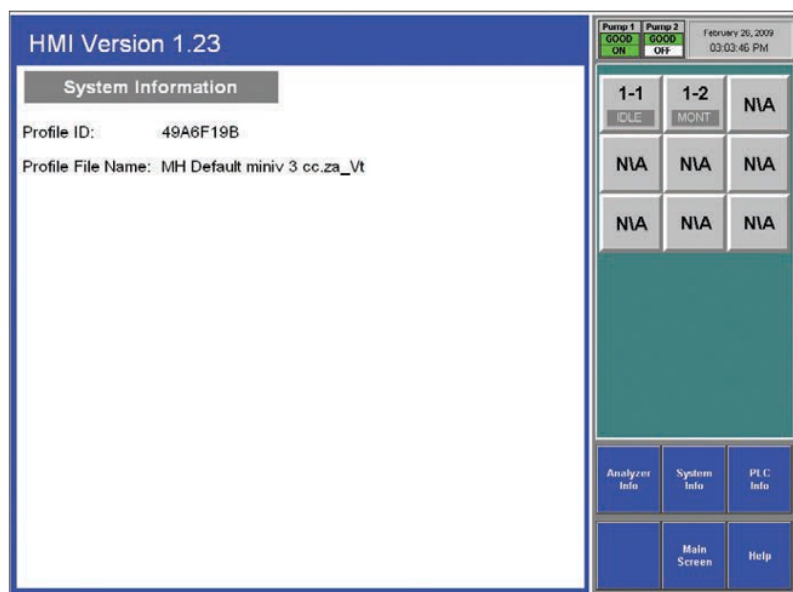 HMI Version 1.23
System Information
Profile ID: 49A6F19B
Profile File Name: MH Default miniv 3 cc.za_Vt
Pump 1 Pump 2
GOOD GOOD
ON OFF
February 26, 2009
03:03:46 PM
1-1 1-2 N\A
IDLE MONT
N\A N\A N\A
N\A N\A N\A
Analyzer Info
System Info
PLC Info
Main Screen
Help